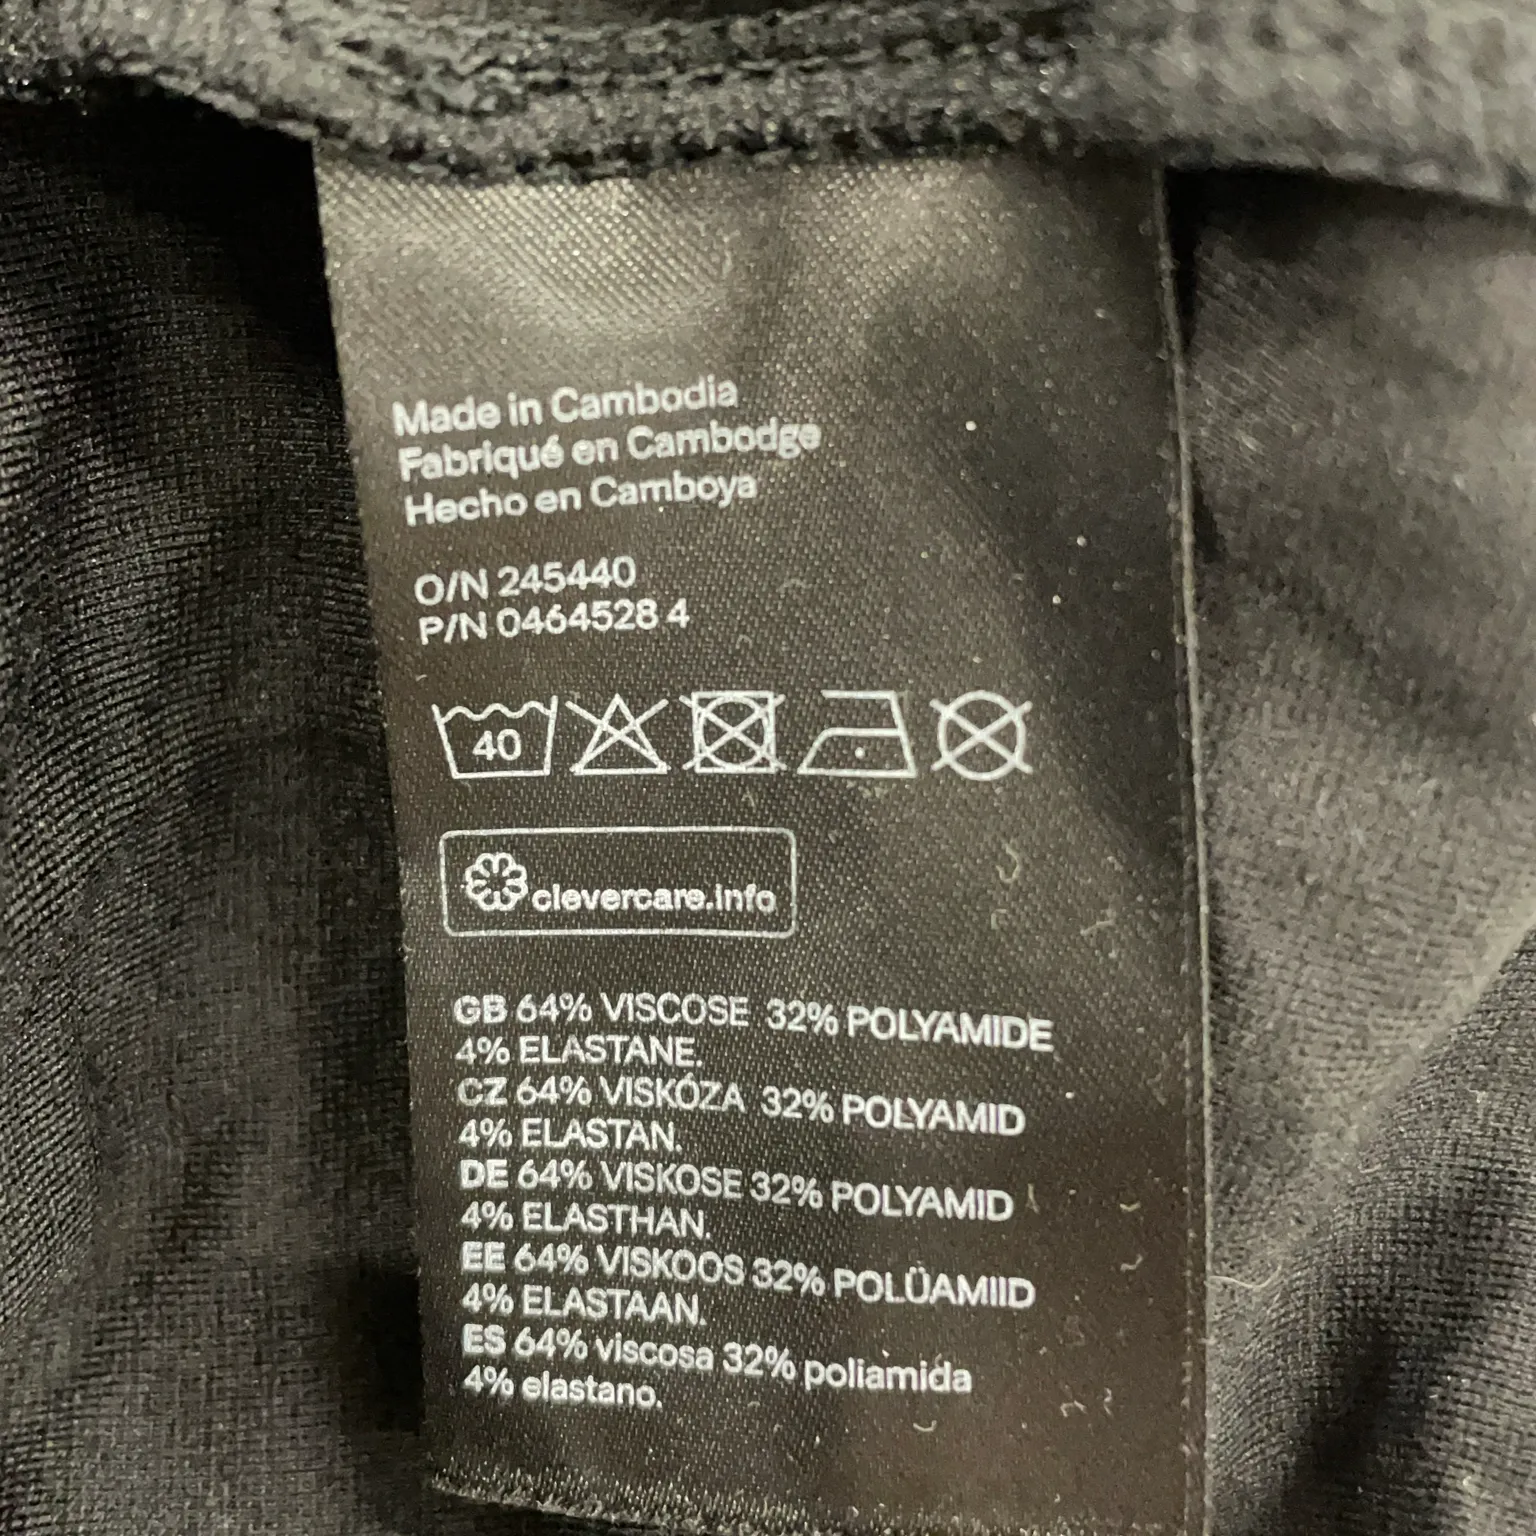 Made in Cambodia
Fabriqué en Cambodge
Hecho en Camboya
O/N 245440
P/N 0464528 4
40
clevercare.info
GB 64% VISCOSE 32% POLYAMIDE
4% ELASTANE.
CZ 64% VISKÓZA 32% POLYAMID
4% ELASTAN.
DE 64% VISKOSE 32% POLYAMID
4% ELASTHAN.
EE 64% VISKOOS 32% POLÜAMIID
4% ELASTAAN.
ES 64% viscosa 32% poliamida
4% elastano.